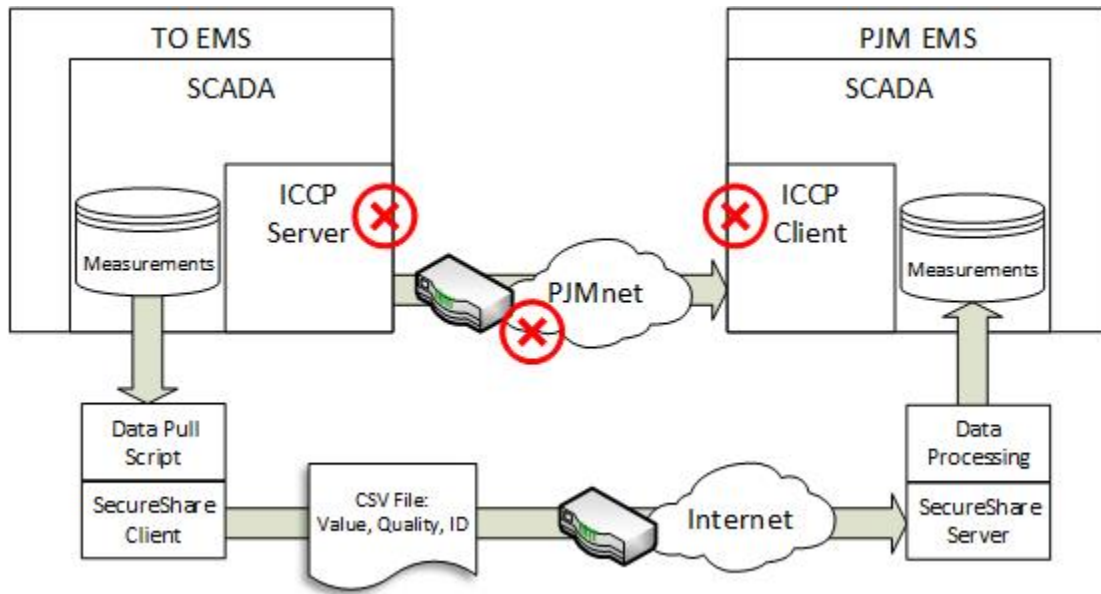 TO EMS
SCADA
ICCP
Server
Measurements
PJMnet
PJM EMS
SCADA
ICCP
Client
Measurements
Data Pull
Script
SecureShare
Client
CSV File:
Value, Quality, ID
Internet
Data
Processing
SecureShare
Server